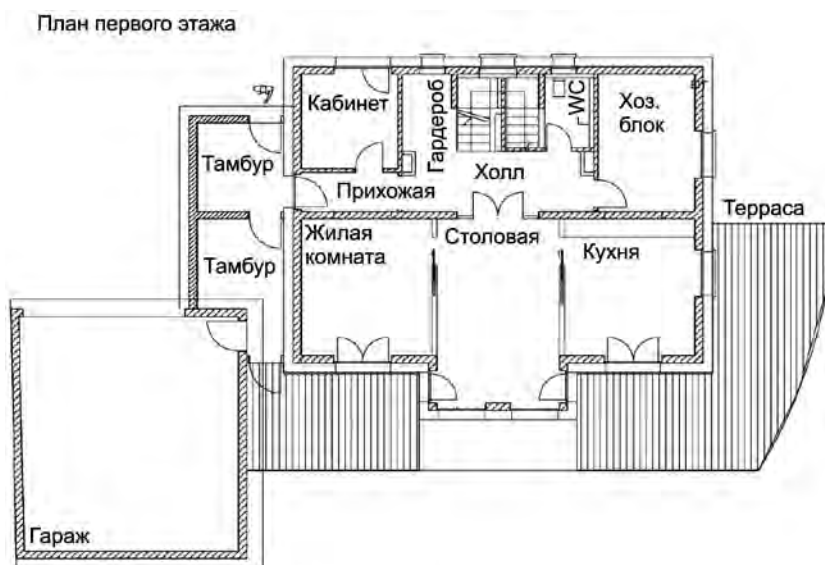 План первого этажа
Кабинет
Гардероб
WC
Хоз.
блок
Тамбур
Прихожая
Холл
Терраса
Жилая
комната
Столовая
Кухня
Тамбур
Гараж